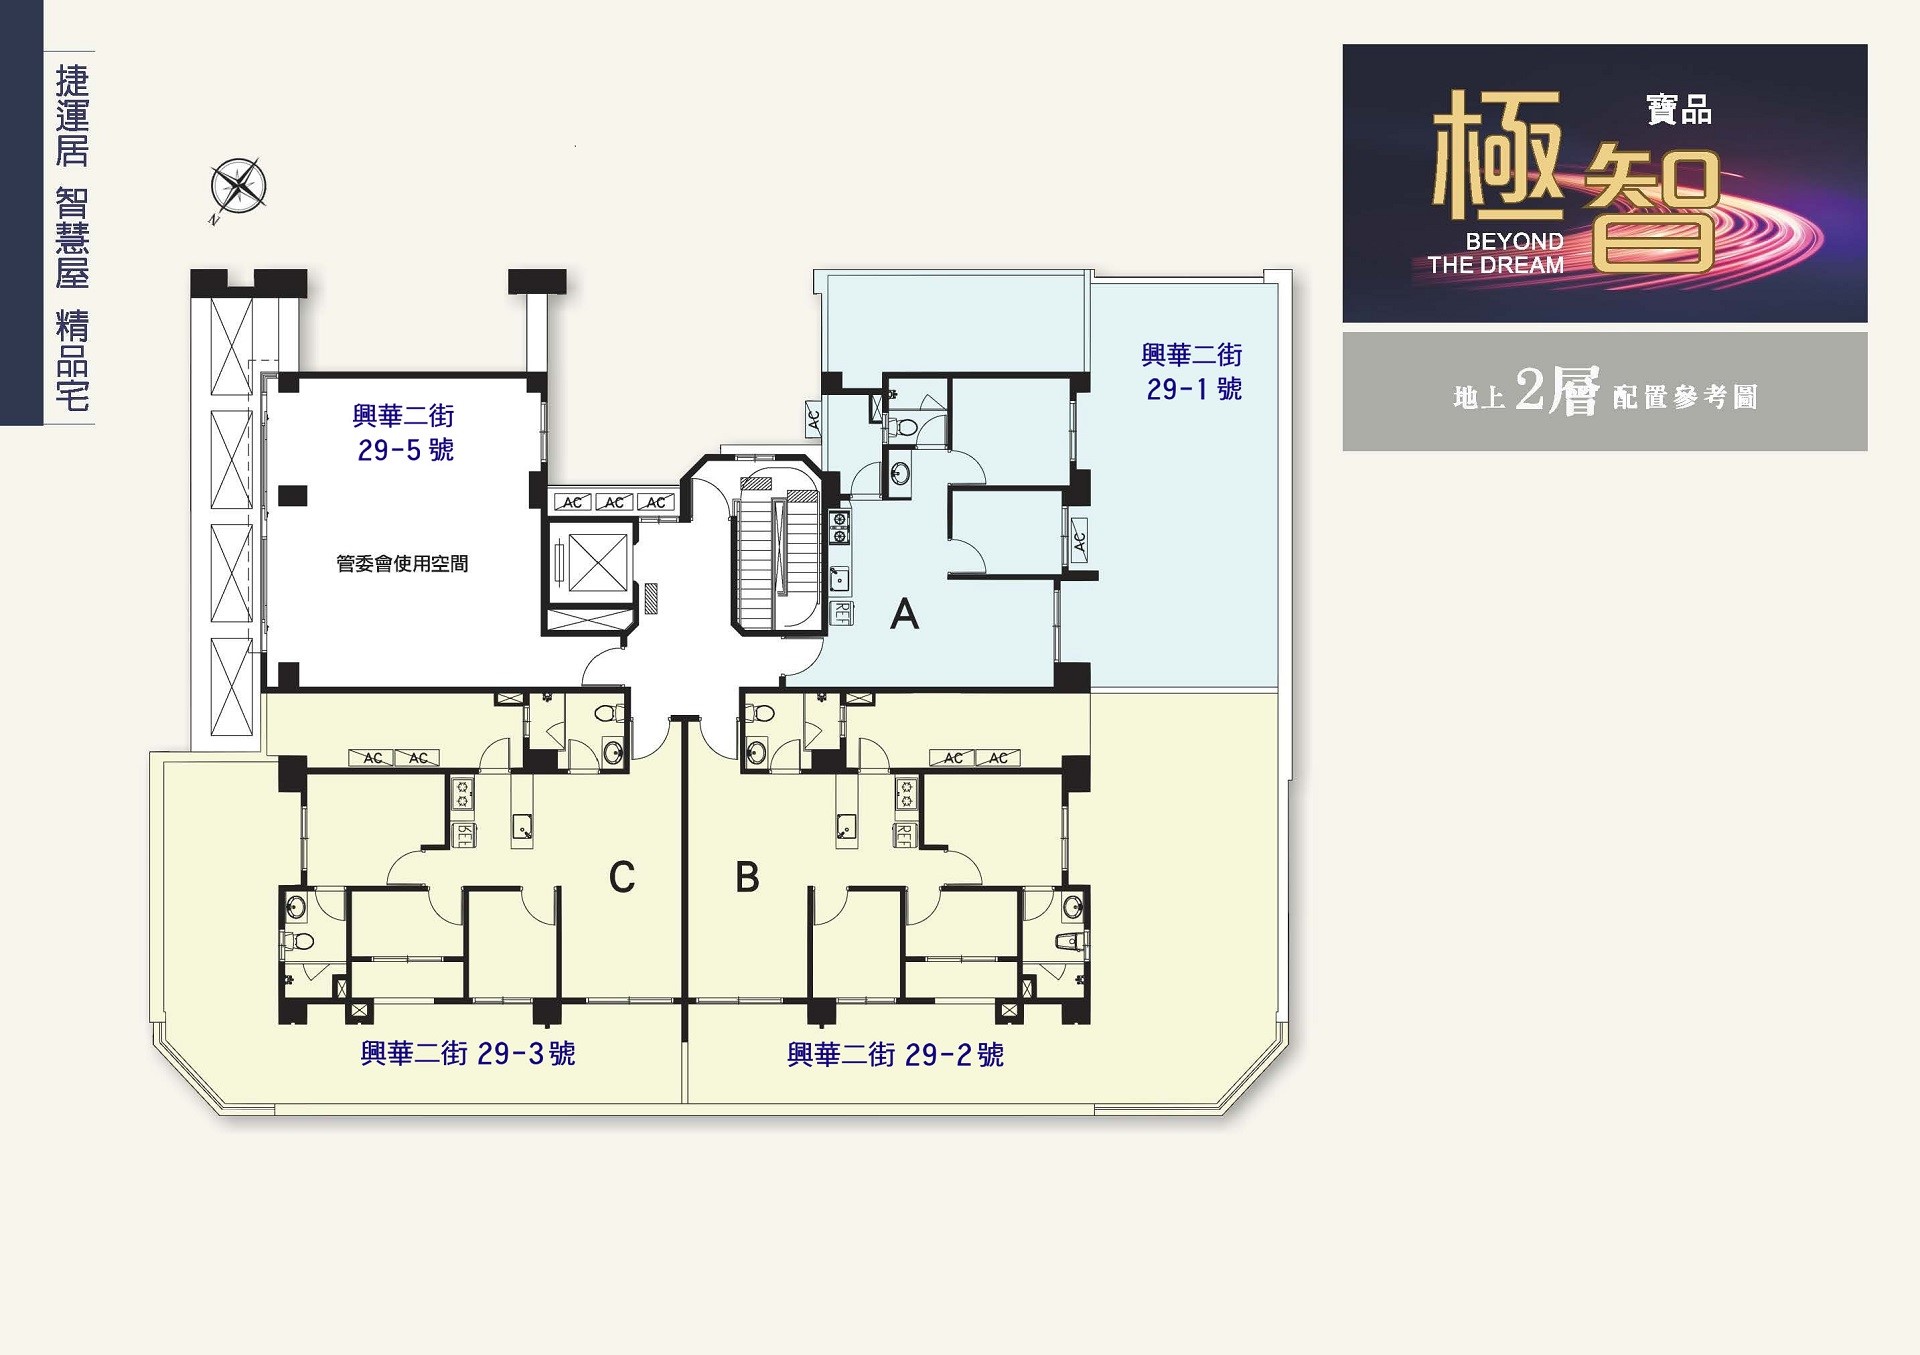 捷運居 智慧屋 精品宅
N
寶品
極智
BEYOND
THE DREAM
地上2層配置參考圖
興華二街
29-1號
興華二街
29-5號
管委會使用空間
AC
AC AC AC
AC
REF
A
AC AC
AC AC
REF
REF
C
B
興華二街 29-3號
興華二街 29-2號